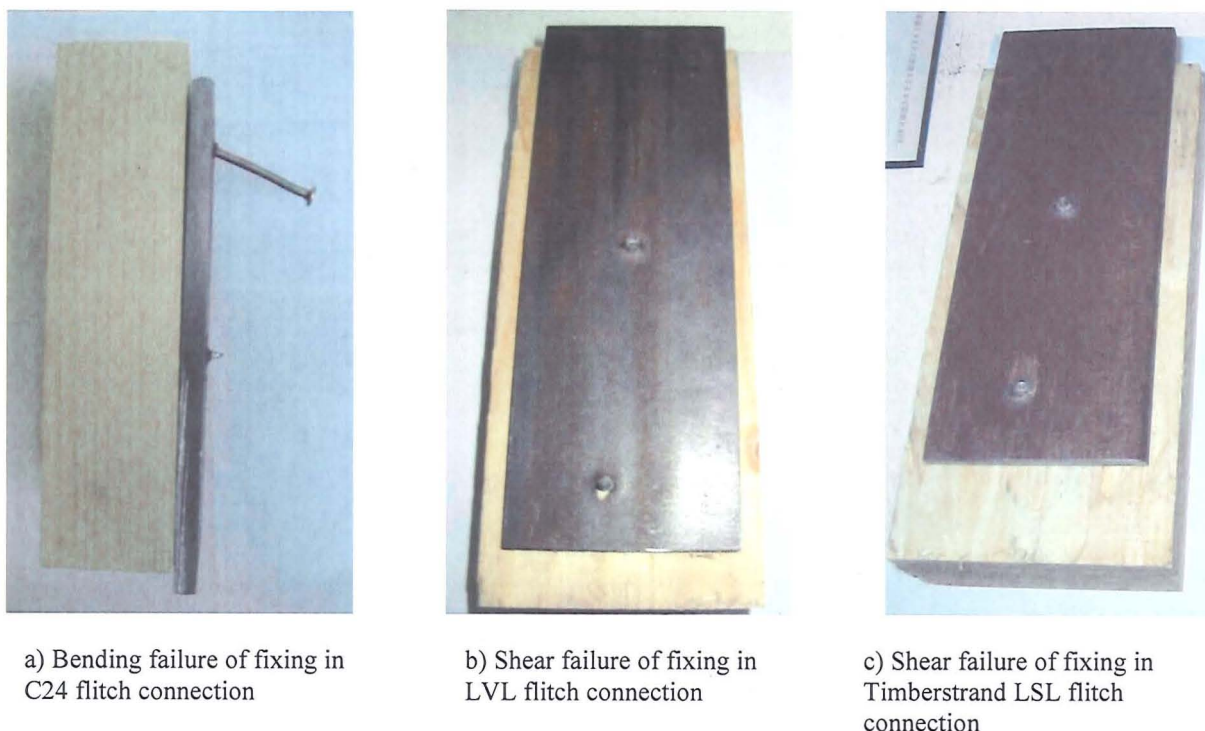 a) Bending failure of fixing in
C24 flitch connection
b) Shear failure of fixing in
LVL flitch connection
c) Shear failure of fixing in
Timberstrand LSL flitch
connection